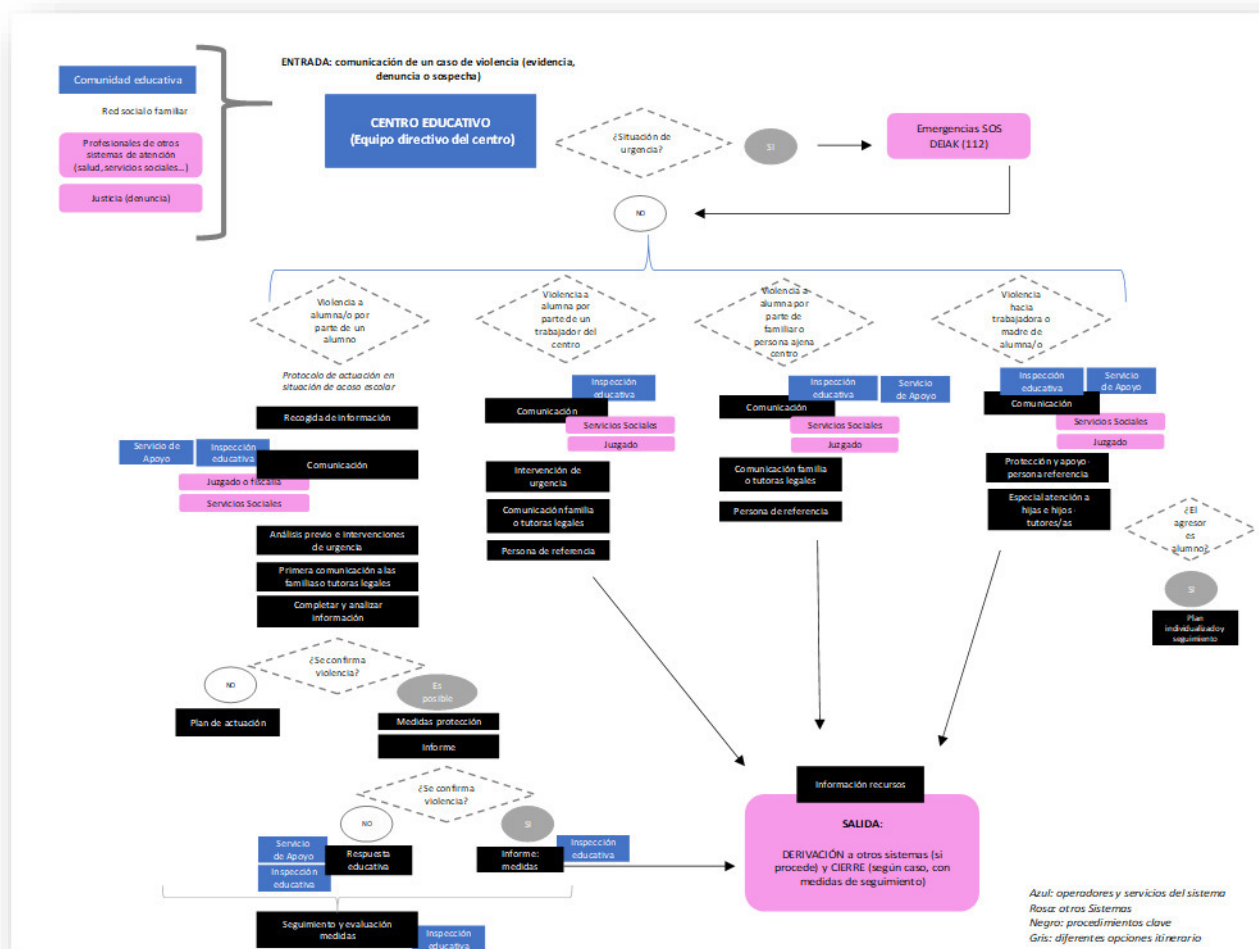 ENTRADA: comunicación de un caso de violencia (evidencia,
denuncia o sospecha)
Comunidad educativa
Red social o familiar
Profesionales de otros
sistemas de atención
(salud, servicios sociales...)
Justicia (denuncia)
CENTRO EDUCATIVO
(Equipo directivo del centro)
¿Situación de
urgencia?
SI
Emergencias SOS
DEIAK (112)
NO
Violencia a
alumna/o por
parte de un
alumno
Protocolo de actuación en
situación de acoso escolar
Recogida de información
Servicio de
Apoyo
Inspección
educativa
Comunicación
Juzgado o fiscalía
Servicios Sociales
Análisis previo e intervenciones
de urgencia
Primera comunicación a las
familias o tutoras legales
Completar y analizar
información
¿Se confirma
violencia?
NO
Plan de actuación
Es
posible
Medidas protección
Informe
¿Se confirma
violencia?
NO
Servicio
de Apoyo
Inspección
educativa
Respuesta
educativa
SI
Informe:
medidas
Inspección
educativa
Seguimiento y evaluación
medidas
Inspección
educativa
Violencia a
alumna por
parte de un
trabajador del
centro
Inspección
educativa
Comunicación
Servicios Sociales
Juzgado
Intervención de
urgencia
Comunicación familia
o tutoras legales
Persona de referencia
Violencia a
alumna por
parte de
familiar o
persona ajena
centro
Inspección
educativa
Servicio
de Apoyo
Comunicación
Servicios Sociales
Juzgado
Comunicación familia
o tutoras legales
Persona de referencia
Violencia
hacia
trabajadora o
madre de
alumna/o
Inspección
educativa
Servicio
de Apoyo
Comunicación
Servicios Sociales
Juzgado
Protección y apoyo -
persona referencia
Especial atención a
hijas e hijos -
tutores/as
¿El
agresor
es
alumno?
SI
Plan
individualizado y
seguimiento
Información recursos
SALIDA:
DERIVACIÓN a otros sistemas (si
procede) y CIERRE (según caso, con
medidas de seguimiento)
Azul: operadores y servicios del sistema
Rosa: otros Sistemas
Negro: procedimientos clave
Gris: diferentes opciones itinerario